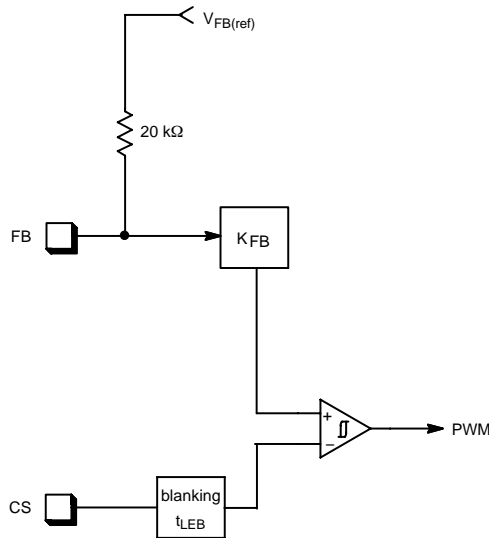 V_FB(ref)
20 kΩ
FB
K_FB
+
PWM
−
CS
blanking
t_LEB